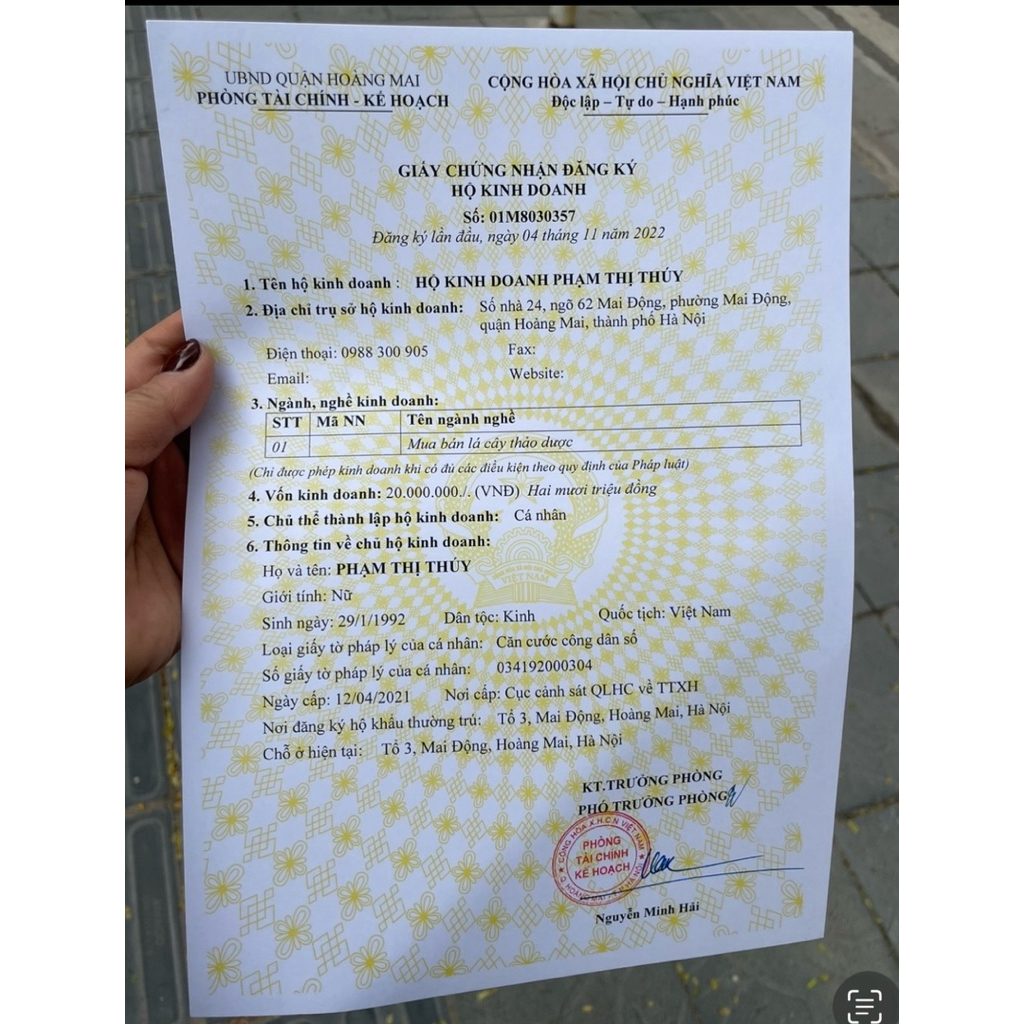 UBND QUẬN HOÀNG MAI
PHÒNG TÀI CHÍNH - KẾ HOẠCH
CỘNG HÒA XÃ HỘI CHỦ NGHĨA VIỆT NAM
Độc lập – Tự do – Hạnh phúc
GIẤY CHỨNG NHẬN ĐĂNG KÝ
HỘ KINH DOANH
Số: 01M8030357
Đăng ký lần đầu, ngày 04 tháng 11 năm 2022
1. Tên hộ kinh doanh : HỘ KINH DOANH PHẠM THỊ THÚY
2. Địa chỉ trụ sở hộ kinh doanh: Số nhà 24, ngõ 62 Mai Động, phường Mai Động,
quận Hoàng Mai, thành phố Hà Nội
Điện thoại: 0988 300 905 Fax:
Email: Website:
3. Ngành, nghề kinh doanh:
STT Mã NN Tên ngành nghề
01 Mua bán lá cây thảo dược
(Chỉ được phép kinh doanh khi có đủ các điều kiện theo quy định của Pháp luật)
4. Vốn kinh doanh: 20.000.000./. (VNĐ) Hai mươi triệu đồng
5. Chủ thể thành lập hộ kinh doanh: Cá nhân
6. Thông tin về chủ hộ kinh doanh:
Họ và tên: PHẠM THỊ THÚY
VIỆT NAM
Giới tính: Nữ
Sinh ngày: 29/1/1992 Dân tộc: Kinh Quốc tịch: Việt Nam
Loại giấy tờ pháp lý của cá nhân: Căn cước công dân số
Số giấy tờ pháp lý của cá nhân: 034192000304
Ngày cấp: 12/04/2021 Nơi cấp: Cục cảnh sát QLHC về TTXH
Nơi đăng ký hộ khẩu thường trú: Tổ 3, Mai Động, Hoàng Mai, Hà Nội
Chỗ ở hiện tại: Tổ 3, Mai Động, Hoàng Mai, Hà Nội
KT.TRƯỞNG PHÒNG
PHÓ TRƯỞNG PHÒNG
CỘNG HÒA X.H.C.N VIỆT NAM
PHÒNG
TÀI CHÍNH
KẾ HOẠCH
Nguyễn Minh Hải